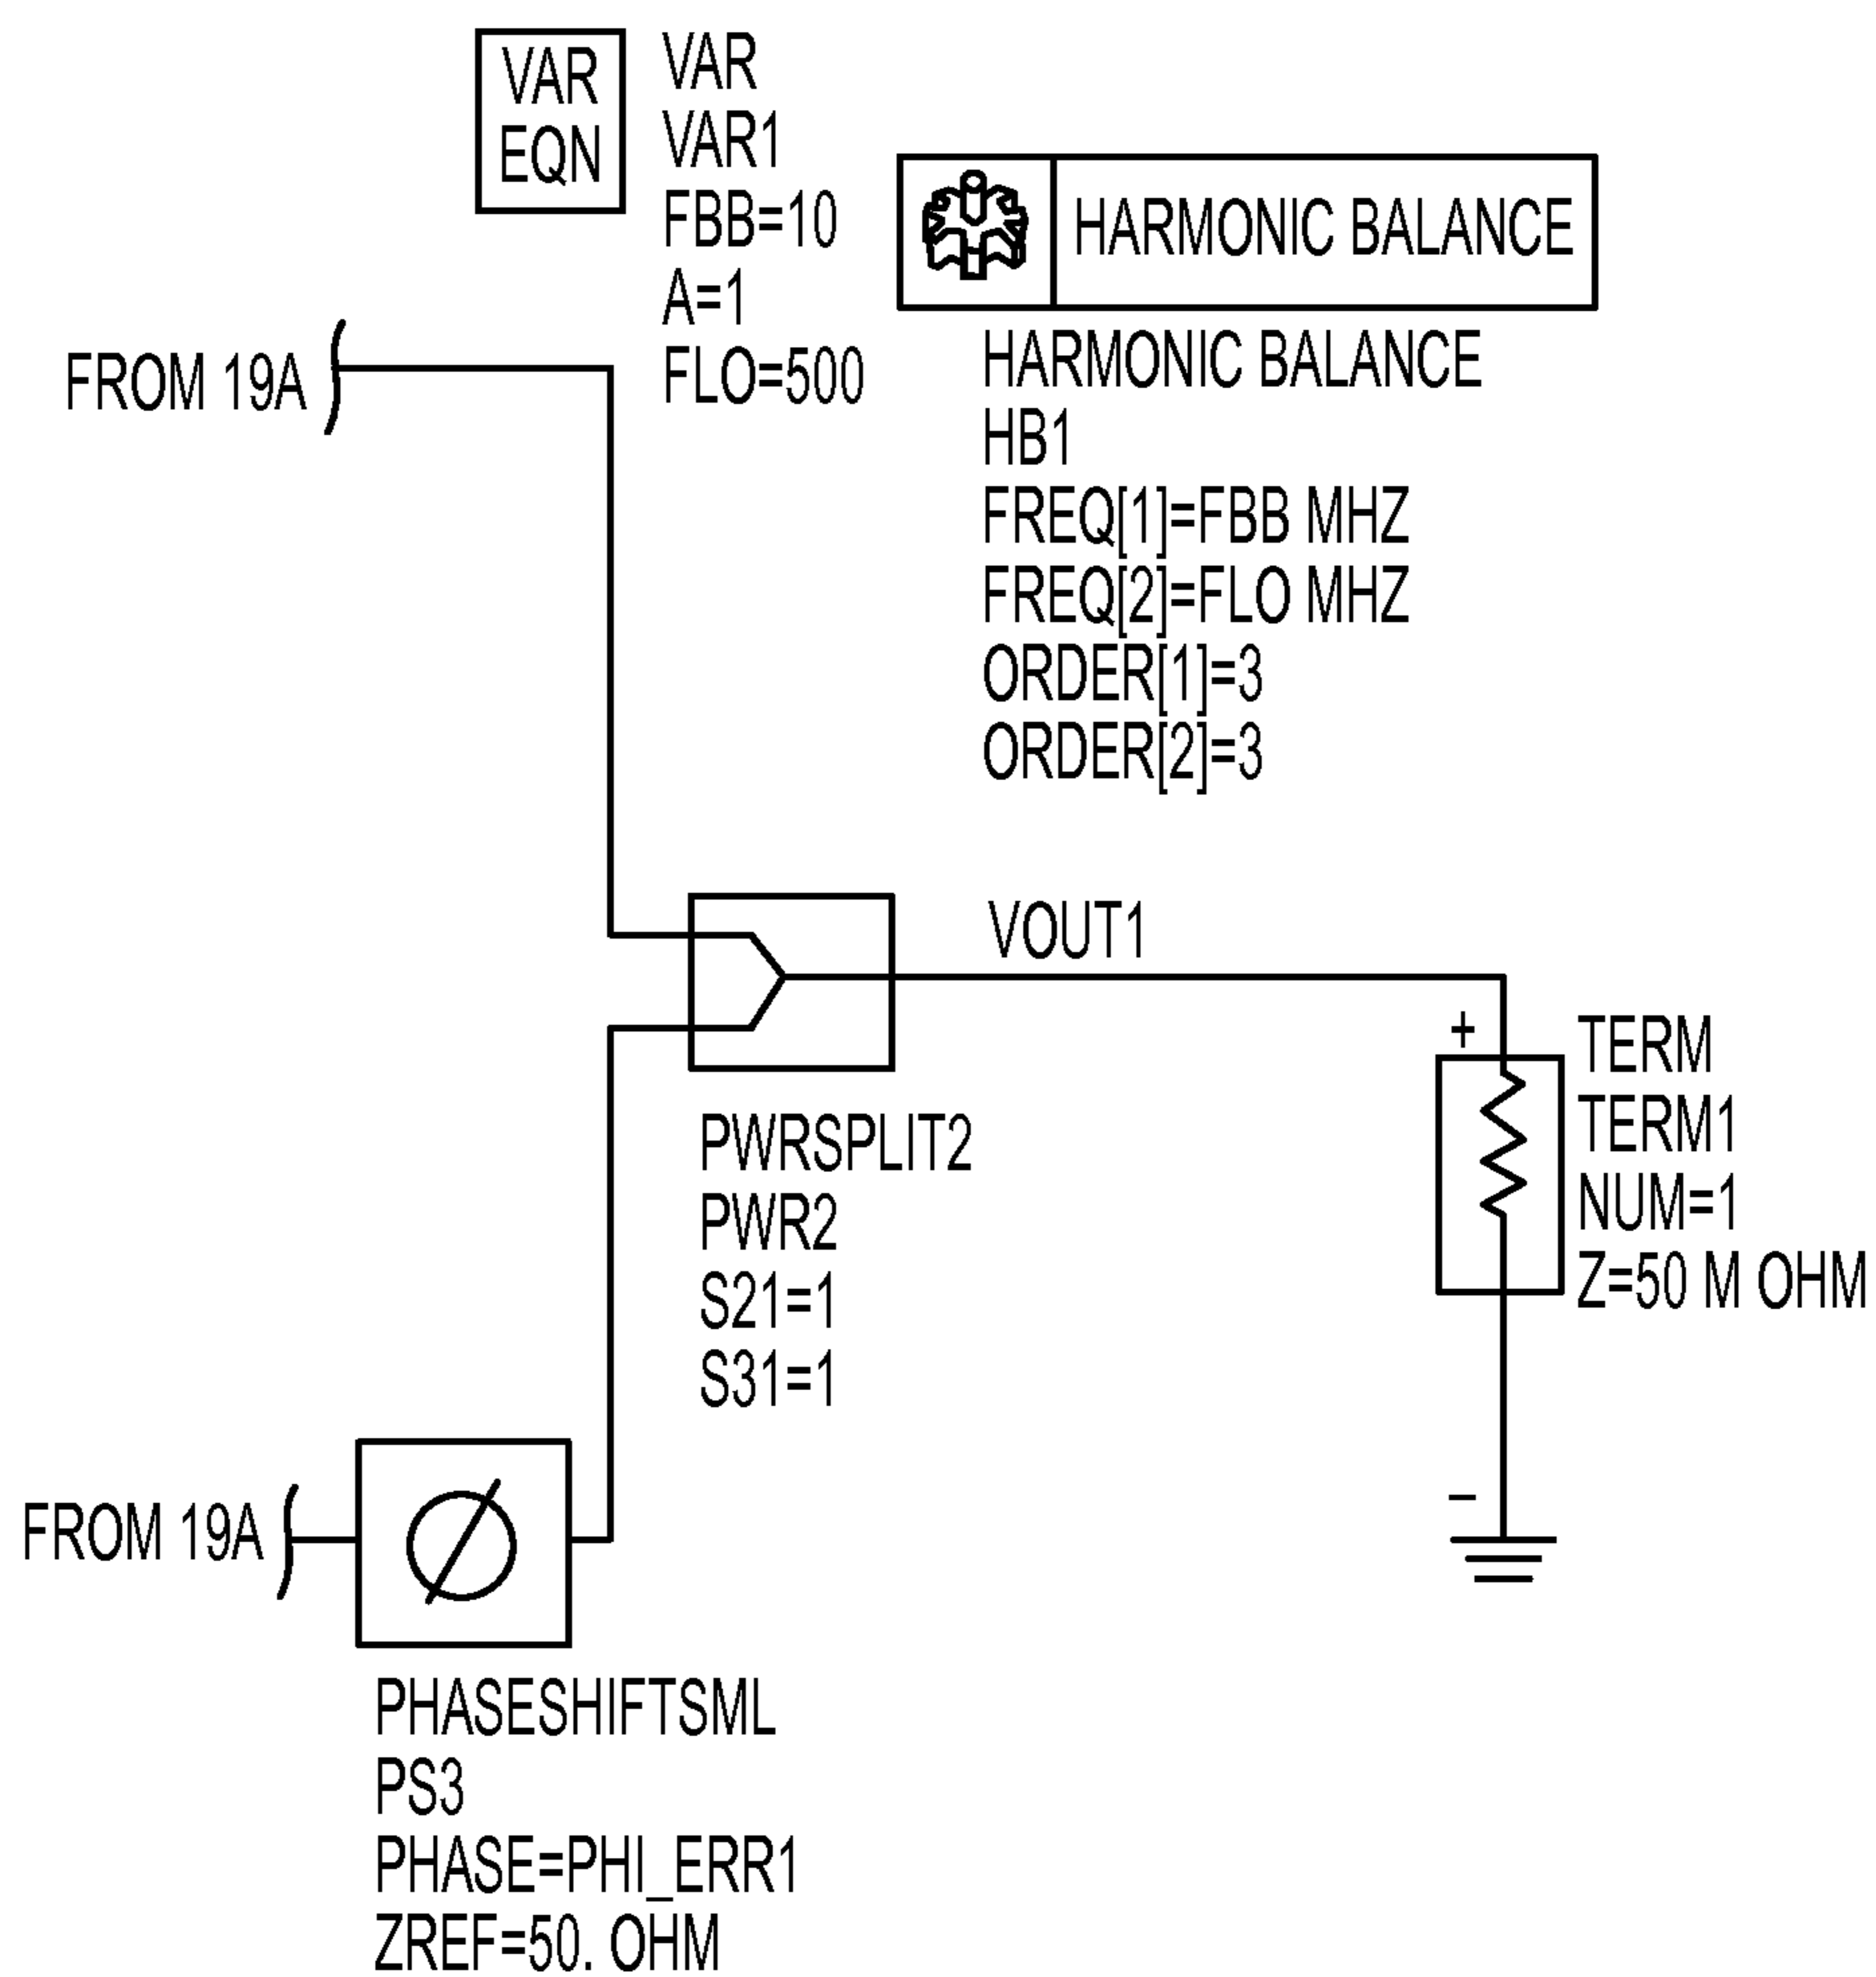 VAR
EQN
VAR
VAR1
FBB=10
A=1
FLO=500
HARMONIC BALANCE
HARMONIC BALANCE
HB1
FREQ[1]=FBB MHZ
FREQ[2]=FLO MHZ
ORDER[1]=3
ORDER[2]=3
FROM 19A
VOUT1
PWRSPLIT2
PWR2
S21=1
S31=1
+
TERM
TERM1
NUM=1
Z=50 M OHM
–
FROM 19A
PHASESHIFTSML
PS3
PHASE=PHI_ERR1
ZREF=50. OHM